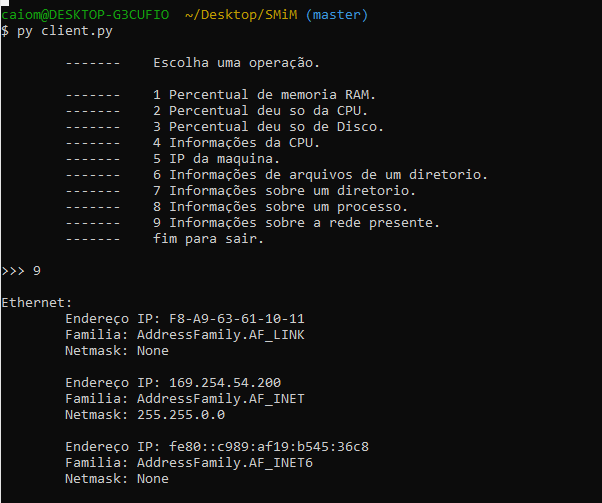 caiom@DESKTOP-G3CUFIO ~/Desktop/SMiM (master)
$ py client.py
------- Escolha uma operação.
------- 1 Percentual de memoria RAM.
------- 2 Percentual deu so da CPU.
------- 3 Percentual deu so de Disco.
------- 4 Informações da CPU.
------- 5 IP da maquina.
------- 6 Informações de arquivos de um diretorio.
------- 7 Informações sobre um diretorio.
------- 8 Informações sobre um processo.
------- 9 Informações sobre a rede presente.
------- fim para sair.
>>> 9
Ethernet:
Endereço IP: F8-A9-63-61-10-11
Familia: AddressFamily.AF_LINK
Netmask: None
Endereço IP: 169.254.54.200
Familia: AddressFamily.AF_INET
Netmask: 255.255.0.0
Endereço IP: fe80::c989:af19:b545:36c8
Familia: AddressFamily.AF_INET6
Netmask: None